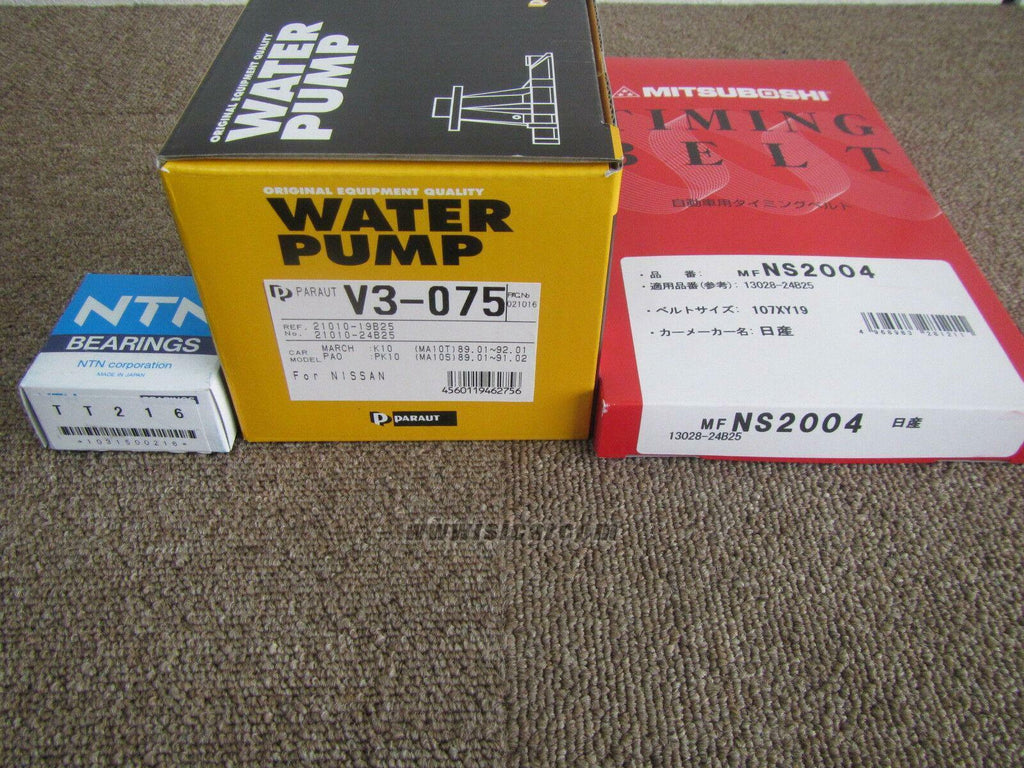 NTN
BEARINGS
NTN corporation
MADE IN JAPAN
TT216
*1031500216*
ORIGINAL EQUIPMENT QUALITY
WATER
PUMP
ORIGINAL EQUIPMENT QUALITY
WATER
PUMP
PARAUT V3-075
021016
REF. 21010-19B25
No. 21010-24B25
CAR MARCH :K10 (MA10T)89.01~92.01
MODEL PAO :PK10 (MA10S)89.01~91.02
For NISSAN
4560119462756
PARAUT
MITSUBOSHI
TIMING
BELT
自動車用タイミングベルト
・品 番: MF NS2004
・適用品番(参考): 13028-24B25
・ベルトサイズ: 107XY19
・カーメーカー名: 日産
MF NS2004 日産
13028-24B25